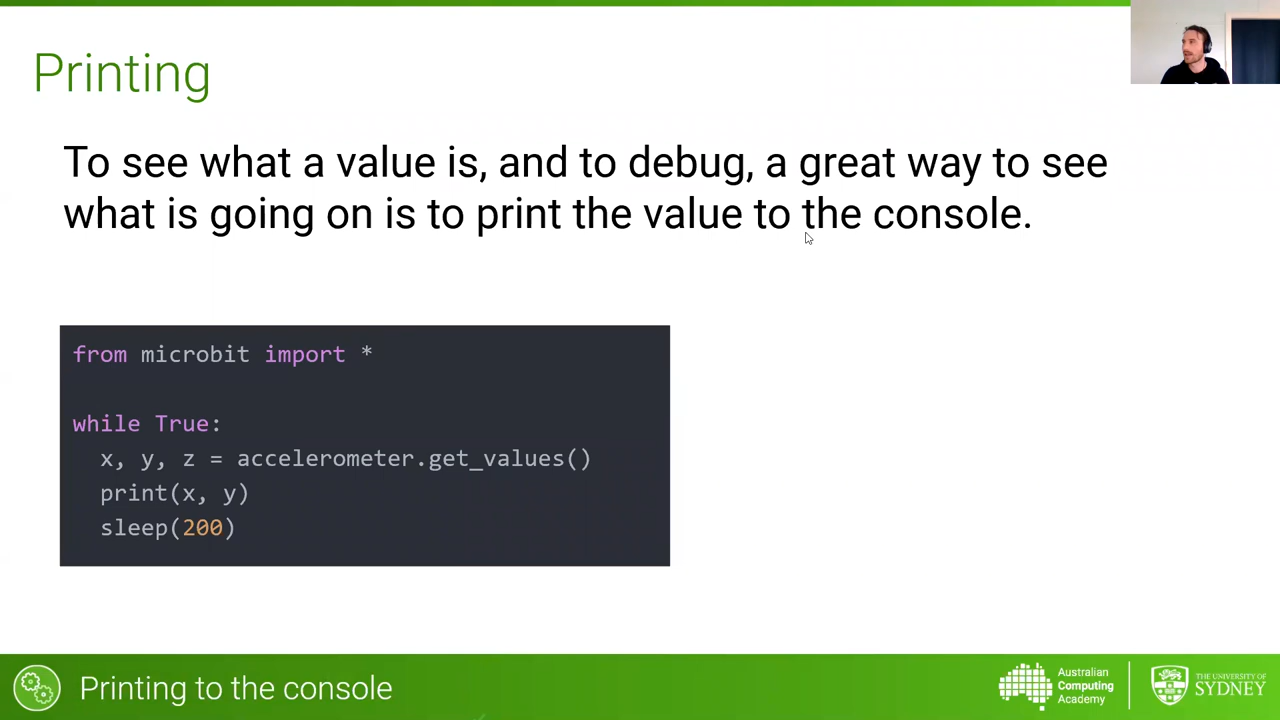 Printing
To see what a value is, and to debug, a great way to see
what is going on is to print the value to the console.
from microbit import *
while True:
x, y, z = accelerometer.get_values()
print(x, y)
sleep(200)
Printing to the console
Australian
Computing
Academy
THE UNIVERSITY OF
SYDNEY